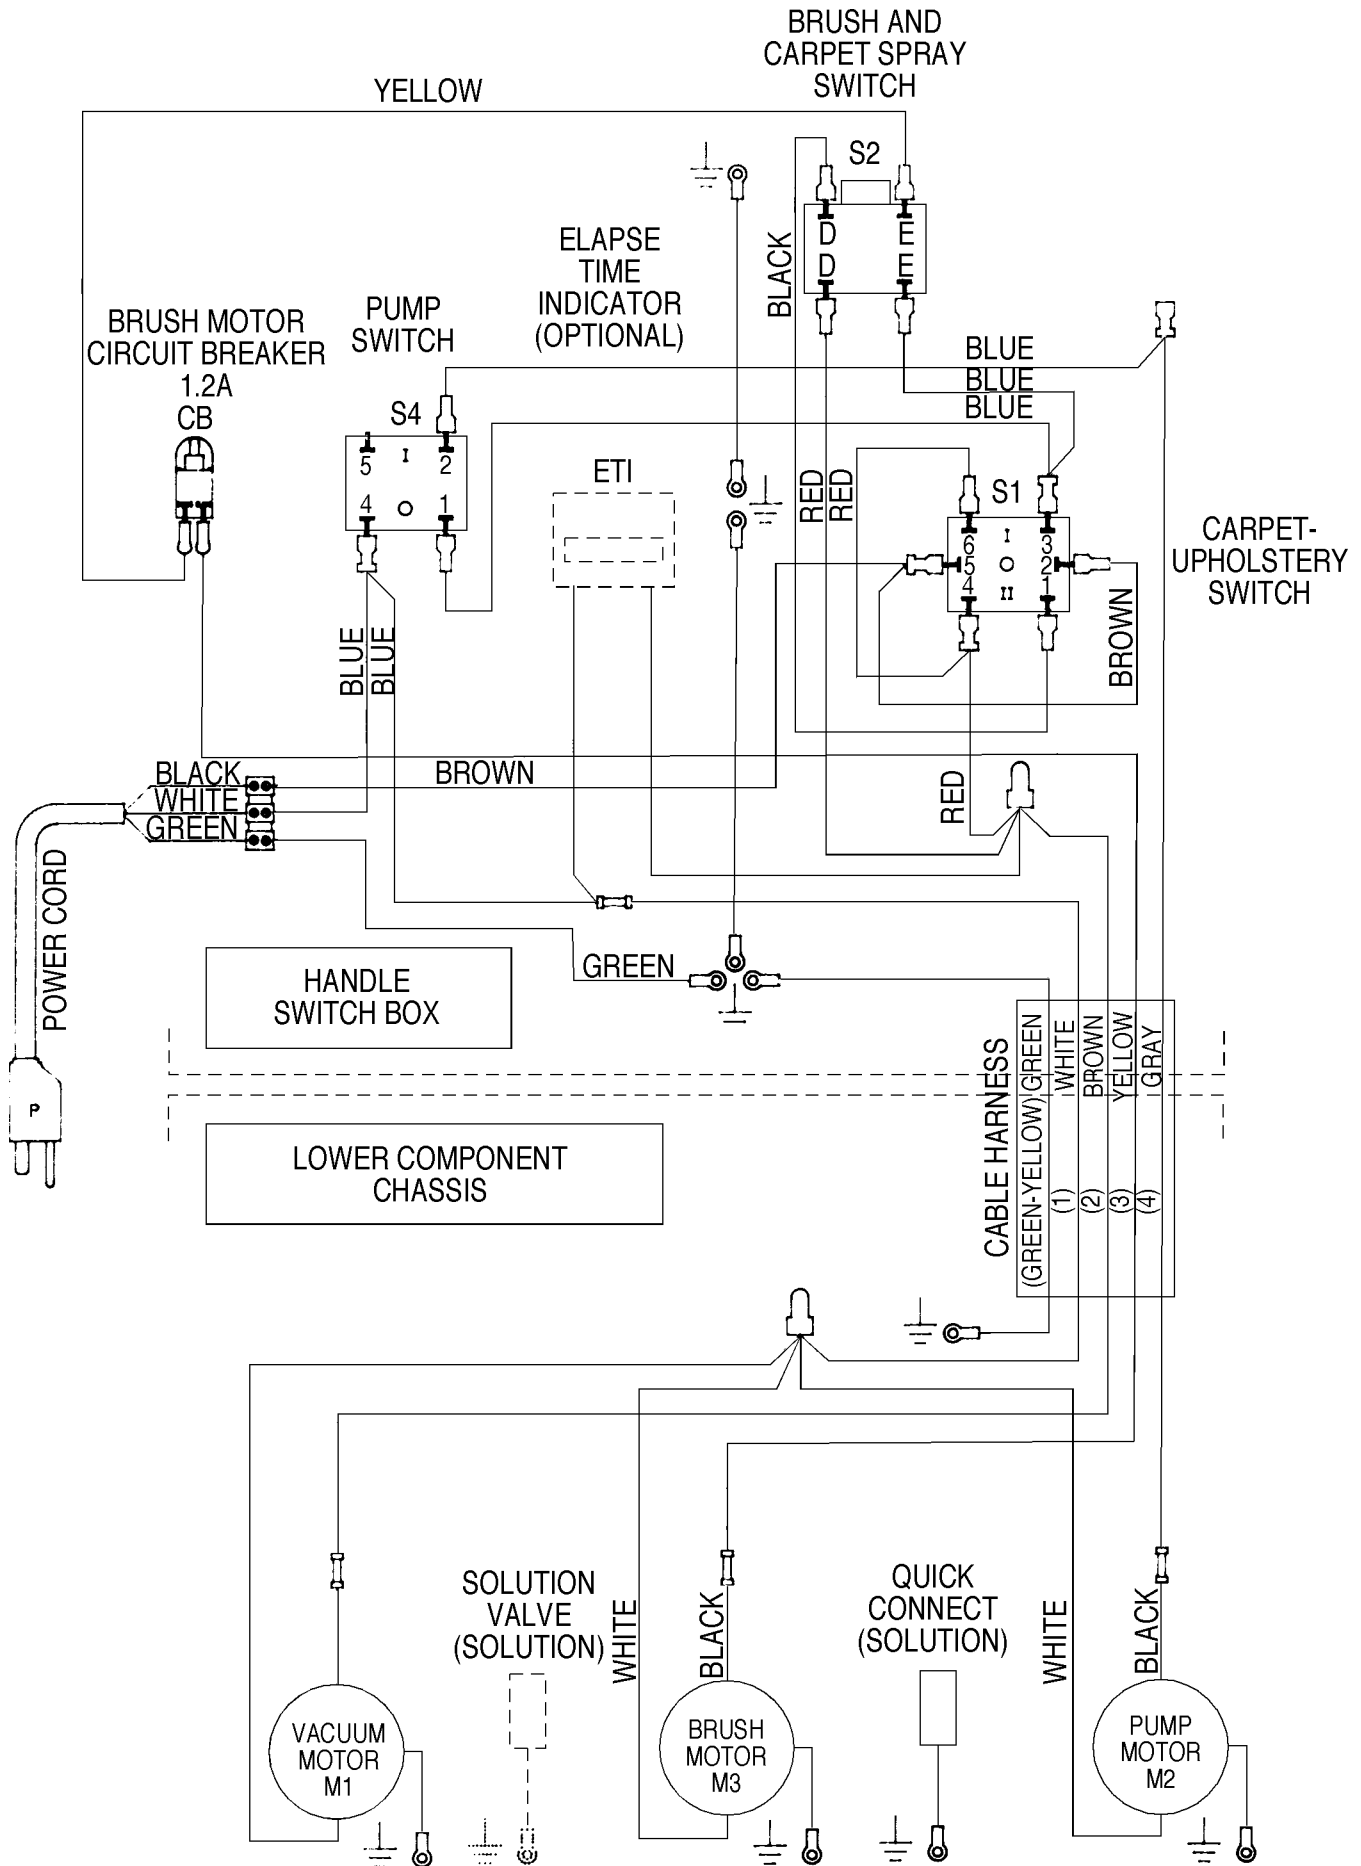 BRUSH AND
CARPET SPRAY
SWITCH
YELLOW
S2
D
E
D
E
BLACK
ELAPSE
TIME
INDICATOR
(OPTIONAL)
PUMP
SWITCH
BRUSH MOTOR
CIRCUIT BREAKER
1.2A
CB
BLUE
BLUE
BLUE
S4
5
I
2
4
O
1
ETI
RED
RED
S1
6
I
3
5
O
2
4
II
1
CARPET-
UPHOLSTERY
SWITCH
BROWN
BLUE
BLUE
BLACK
WHITE
GREEN
BROWN
RED
POWER CORD
P
GREEN
HANDLE
SWITCH BOX
LOWER COMPONENT
CHASSIS
CABLE HARNESS
(GREEN-YELLOW) GREEN
(1) WHITE
(2) BROWN
(3) YELLOW
(4) GRAY
SOLUTION
VALVE
(SOLUTION)
WHITE
BLACK
QUICK
CONNECT
(SOLUTION)
WHITE
BLACK
VACUUM
MOTOR
M1
BRUSH
MOTOR
M3
PUMP
MOTOR
M2